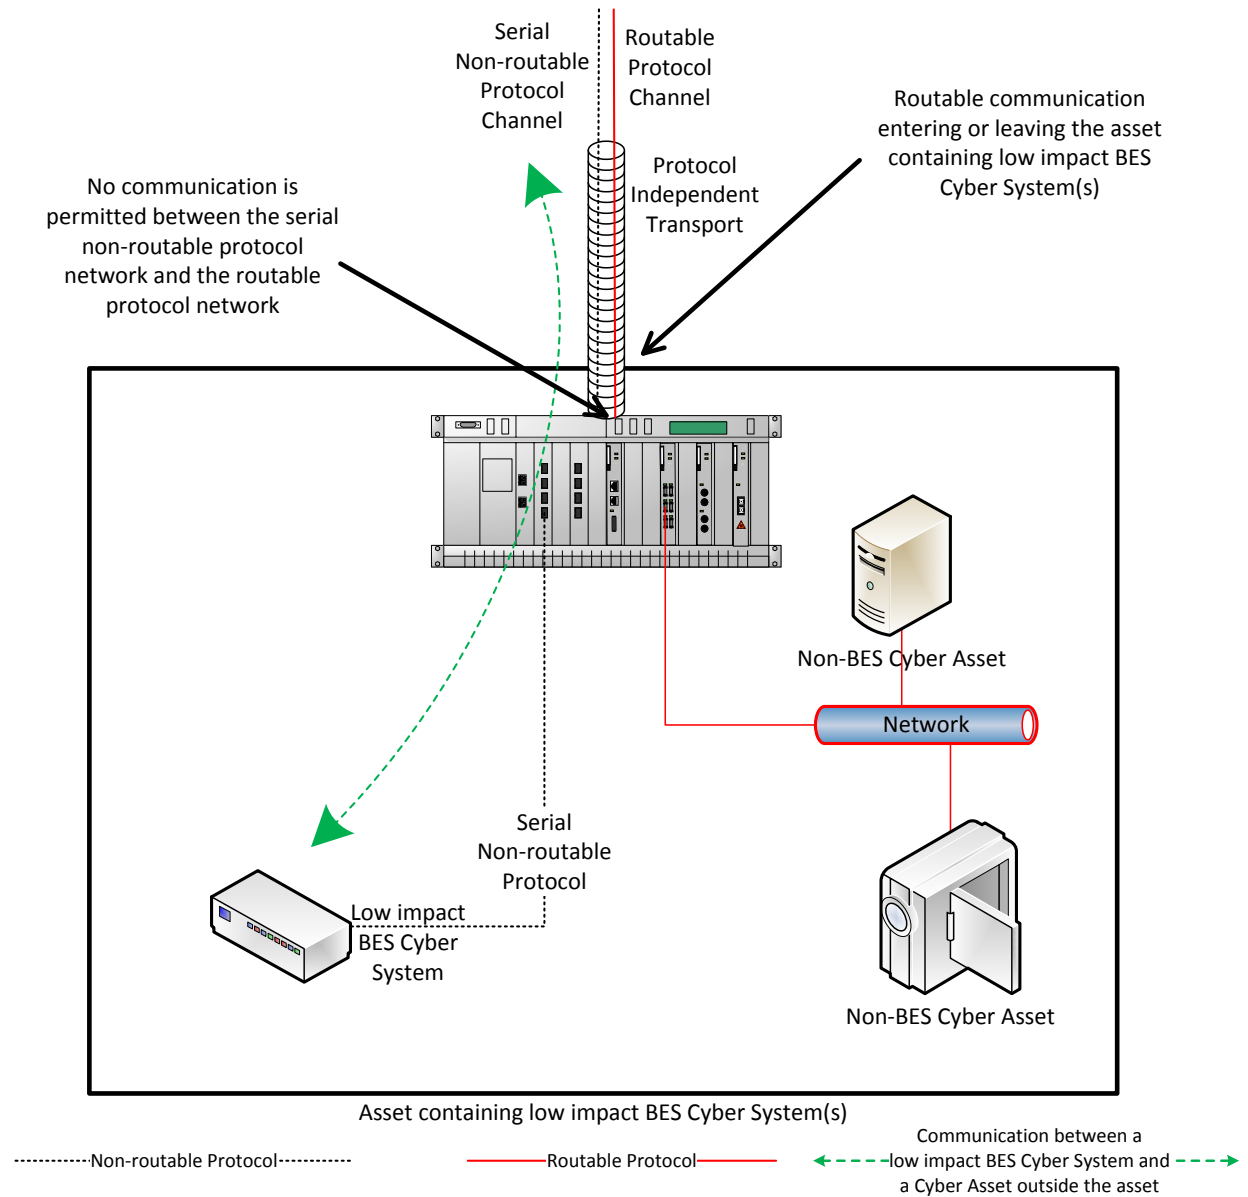 Serial
Non-routable
Protocol
Channel
Routable
Protocol
Channel
Routable communication
entering or leaving the asset
containing low impact BES
Cyber System(s)
Protocol
Independent
Transport
No communication is
permitted between the serial
non-routable protocol
network and the routable
protocol network
Non-BES Cyber Asset
Network
Serial
Non-routable
Protocol
Low impact
BES Cyber
System
Non-BES Cyber Asset
Asset containing low impact BES Cyber System(s)
Non-routable Protocol
Routable Protocol
Communication between a
low impact BES Cyber System and
a Cyber Asset outside the asset